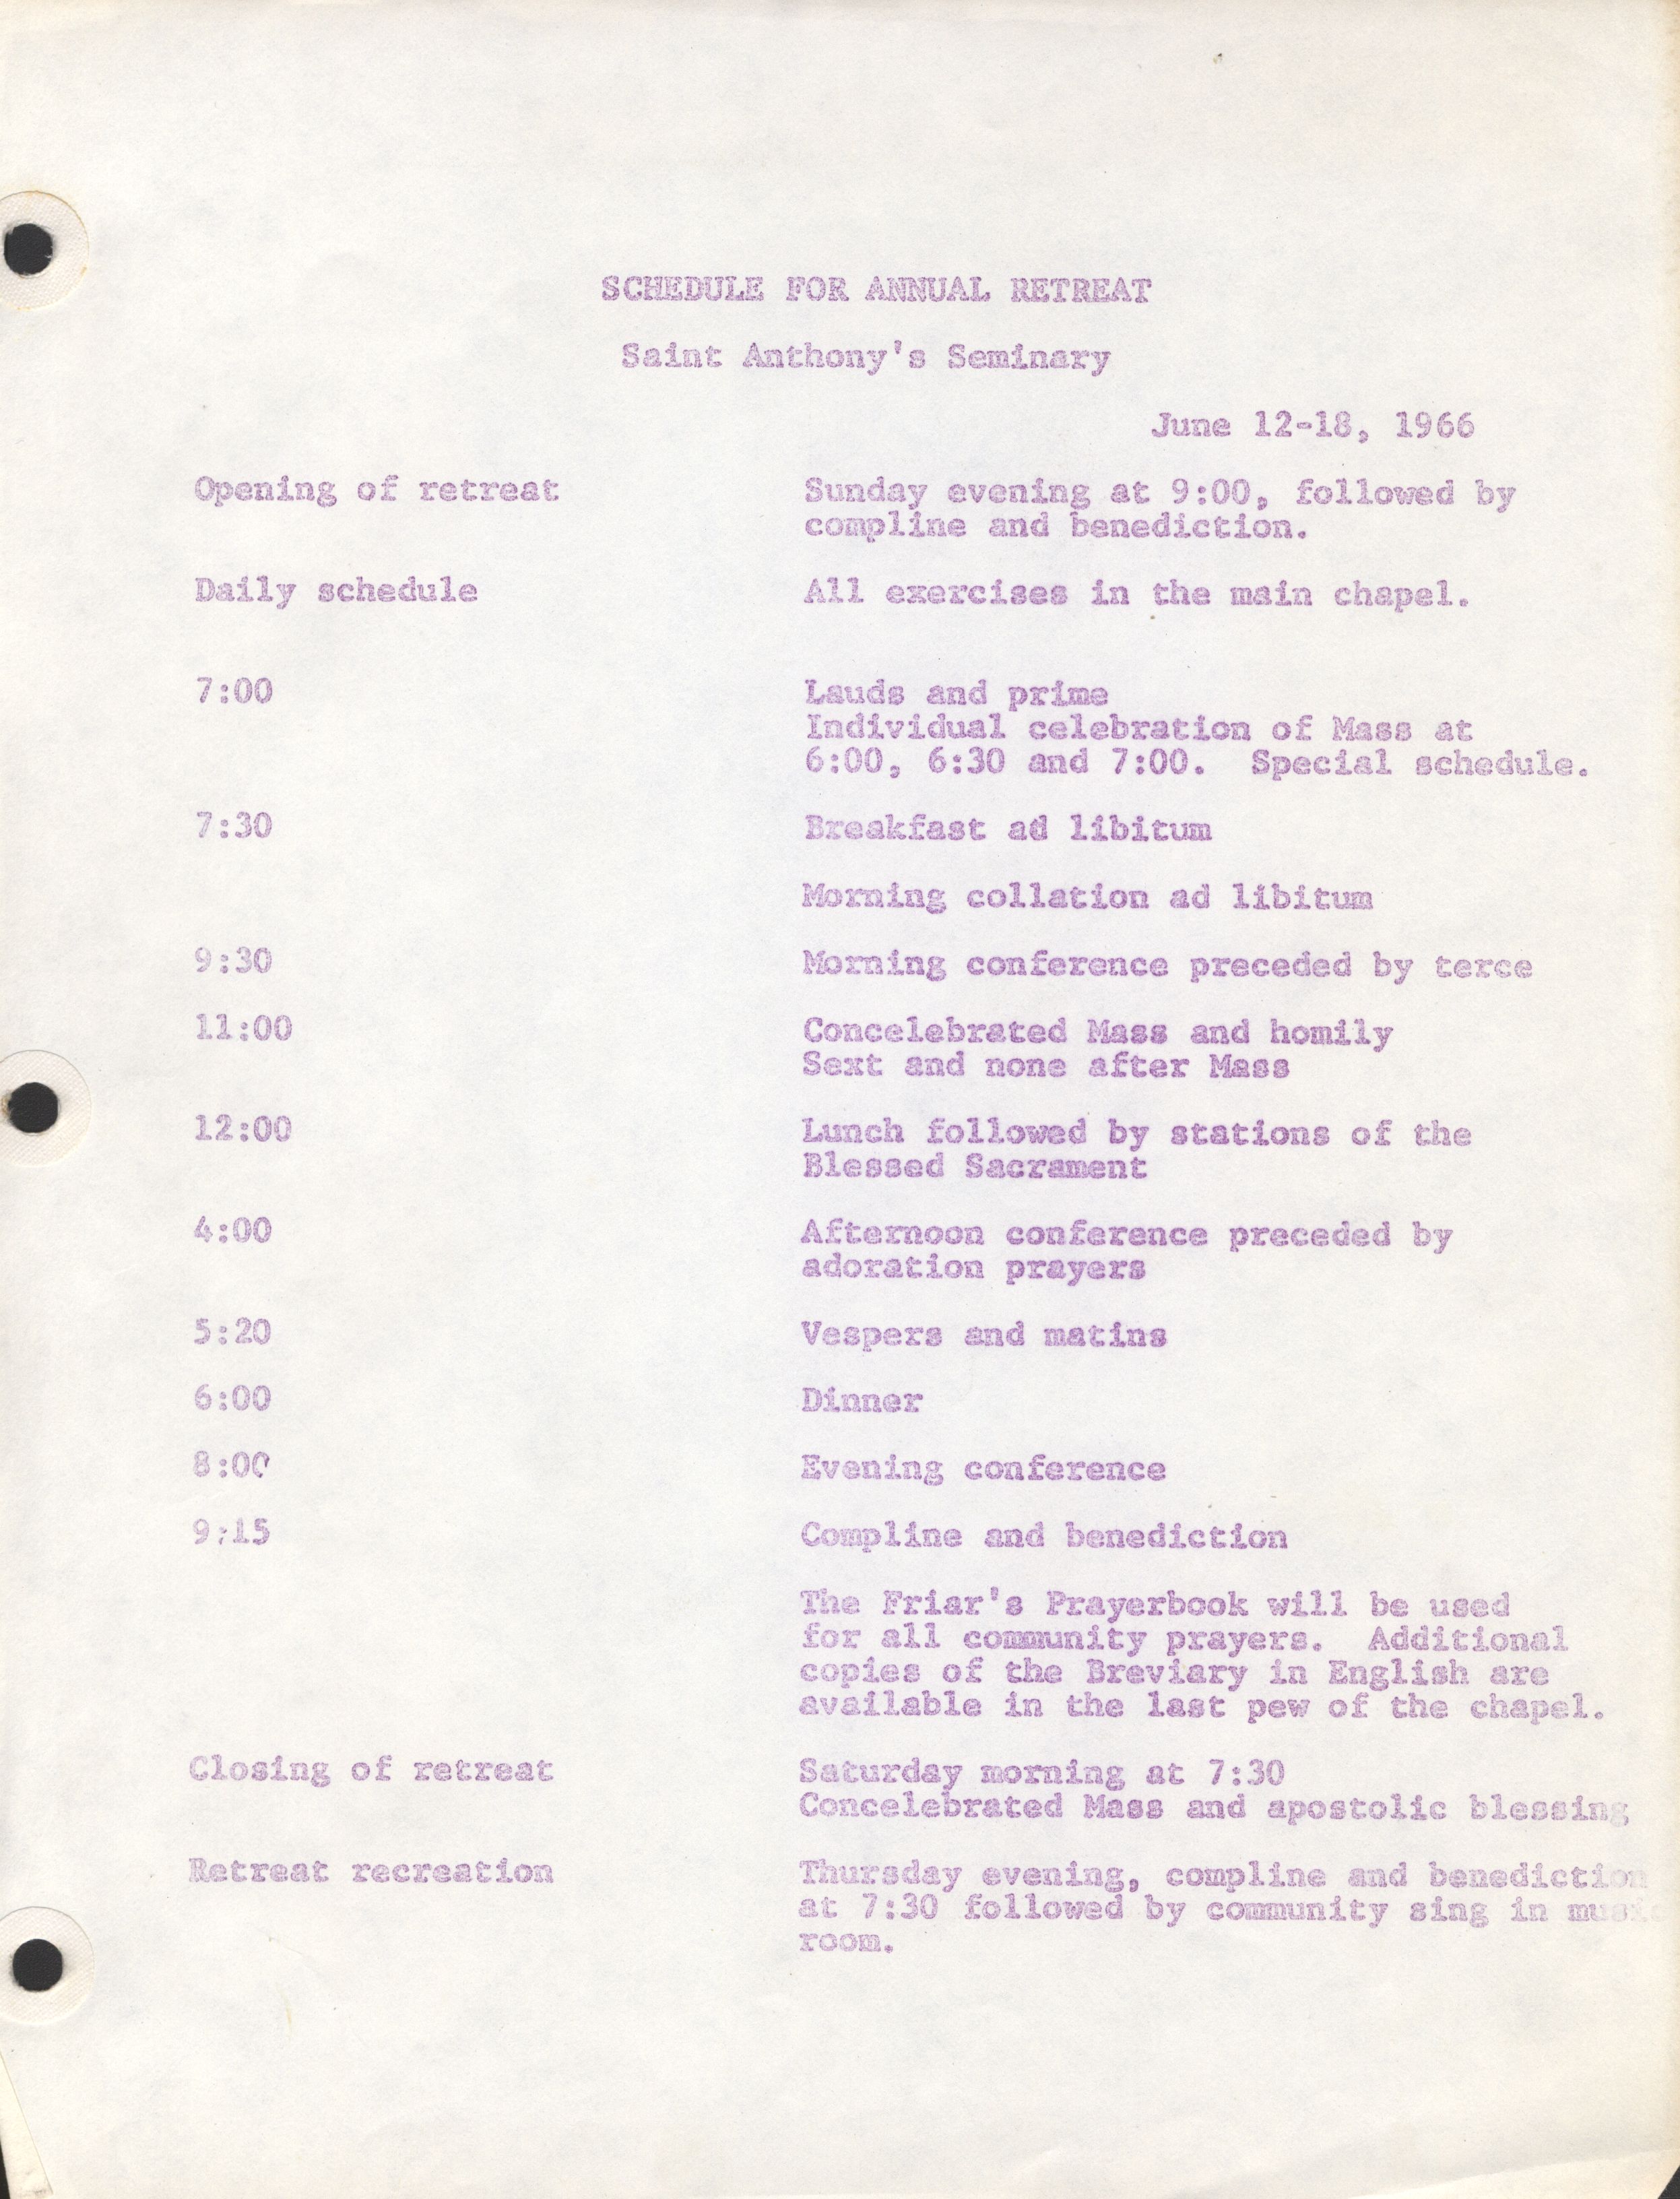 SCHEDULE FOR ANNUAL RETREAT
Saint Anthony's Seminary
June 12-18, 1966
Opening of retreat Sunday evening at 9:00, followed by
compline and benediction.
Daily schedule All exercises in the main chapel.
7:00 Lauds and prime
Individual celebration of Mass at
6:00, 6:30 and 7:00. Special schedule.
7:30 Breakfast ad libitum
Morning collation ad libitum
9:30 Morning conference preceded by terce
11:00 Concelebrated Mass and homily
Sext and none after Mass
12:00 Lunch followed by stations of the
Blessed Sacrament
4:00 Afternoon conference preceded by
adoration prayers
5:20 Vespers and matins
6:00 Dinner
8:00 Evening conference
9:15 Compline and benediction
The Friar's Prayerbook will be used
for all community prayers. Additional
copies of the Breviary in English are
available in the last pew of the chapel.
Closing of retreat Saturday morning at 7:30
Concelebrated Mass and apostolic blessing
Retreat recreation Thursday evening, compline and benediction
at 7:30 followed by community sing in music
room.